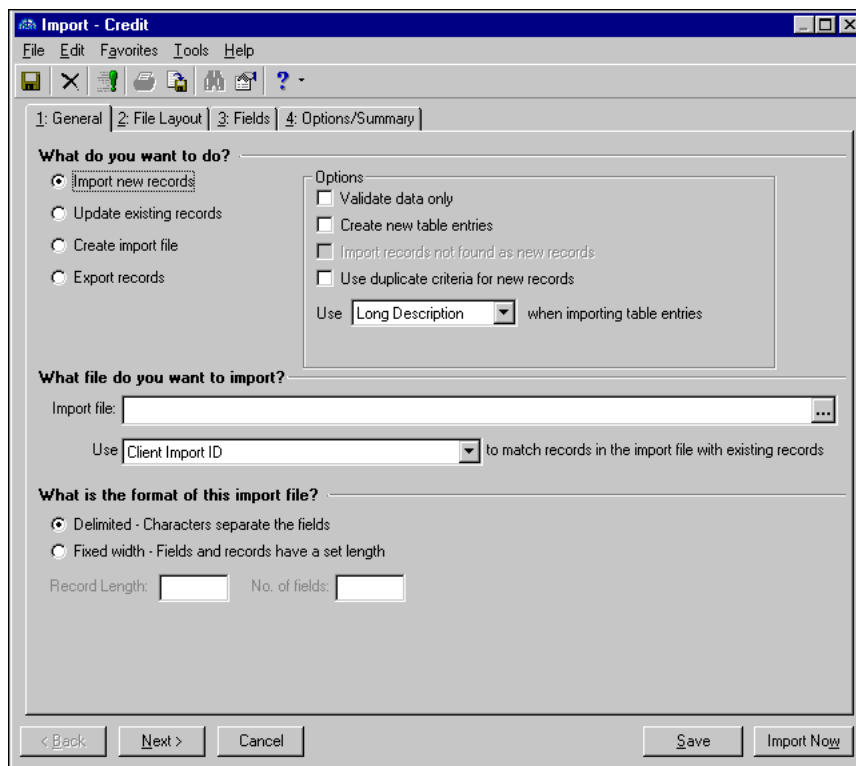 Import - Credit
File Edit Favorites Tools Help
1: General 2: File Layout 3: Fields 4: Options/Summary
What do you want to do?
Import new records
Update existing records
Create import file
Export records
Options
Validate data only
Create new table entries
Import records not found as new records
Use duplicate criteria for new records
Use Long Description when importing table entries
What file do you want to import?
Import file: ...
Use Client Import ID to match records in the import file with existing records
What is the format of this import file?
Delimited - Characters separate the fields
Fixed width - Fields and records have a set length
Record Length: No. of fields:
< Back Next > Cancel Save Import Now